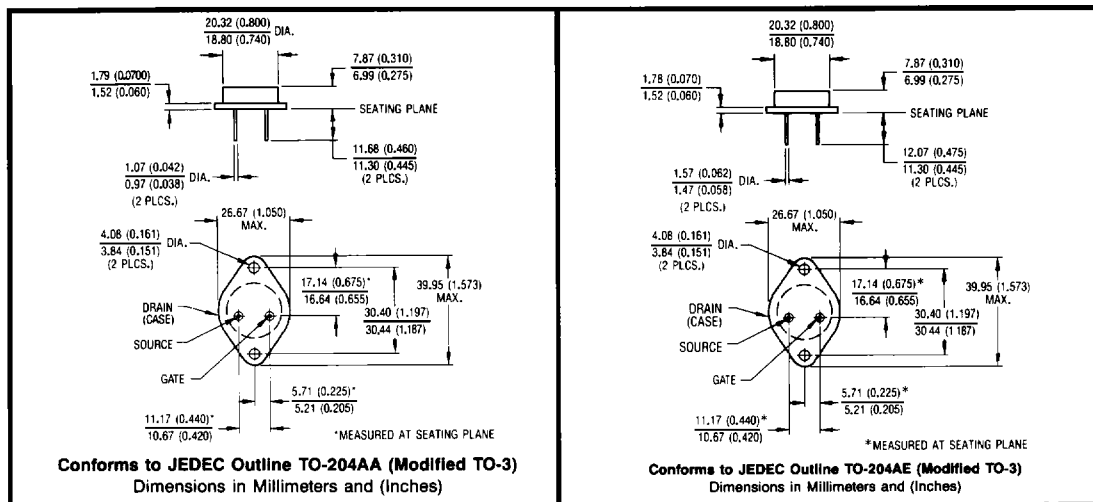 20.32 (0.800)
18.80 (0.740)
DIA.
1.79 (0.0700)
1.52 (0.060)
7.87 (0.310)
6.99 (0.275)
SEATING PLANE
11.68 (0.460)
11.30 (0.445)
(2 PLCS.)
1.07 (0.042)
0.97 (0.038)
DIA.
(2 PLCS.)
26.67 (1.050)
MAX.
4.08 (0.161)
3.84 (0.151)
DIA.
(2 PLCS.)
17.14 (0.675)*
16.64 (0.655)
39.95 (1.573)
MAX.
30.40 (1.197)
30.44 (1.187)
DRAIN
(CASE)
SOURCE
GATE
5.71 (0.225)*
5.21 (0.205)
11.17 (0.440)*
10.67 (0.420)
*MEASURED AT SEATING PLANE
Conforms to JEDEC Outline TO-204AA (Modified TO-3)
Dimensions in Millimeters and (Inches)
20.32 (0.800)
18.80 (0.740)
1.78 (0.070)
1.52 (0.060)
7.87 (0.310)
6.99 (0.275)
SEATING PLANE
12.07 (0.475)
11.30 (0.445)
(2 PLCS.)
1.57 (0.062)
1.47 (0.058)
DIA.
(2 PLCS.)
26.67 (1.050)
MAX.
4.08 (0.161)
3.84 (0.151)
DIA.
(2 PLCS.)
17.14 (0.675)*
16.64 (0.655)
39.95 (1.573)
MAX.
30.40 (1.197)
30.44 (1.187)
DRAIN
(CASE)
SOURCE
GATE
5.71 (0.225)*
5.21 (0.205)
11.17 (0.440)*
10.67 (0.420)
*MEASURED AT SEATING PLANE
Conforms to JEDEC Outline TO-204AE (Modified TO-3)
Dimensions in Millimeters and (Inches)